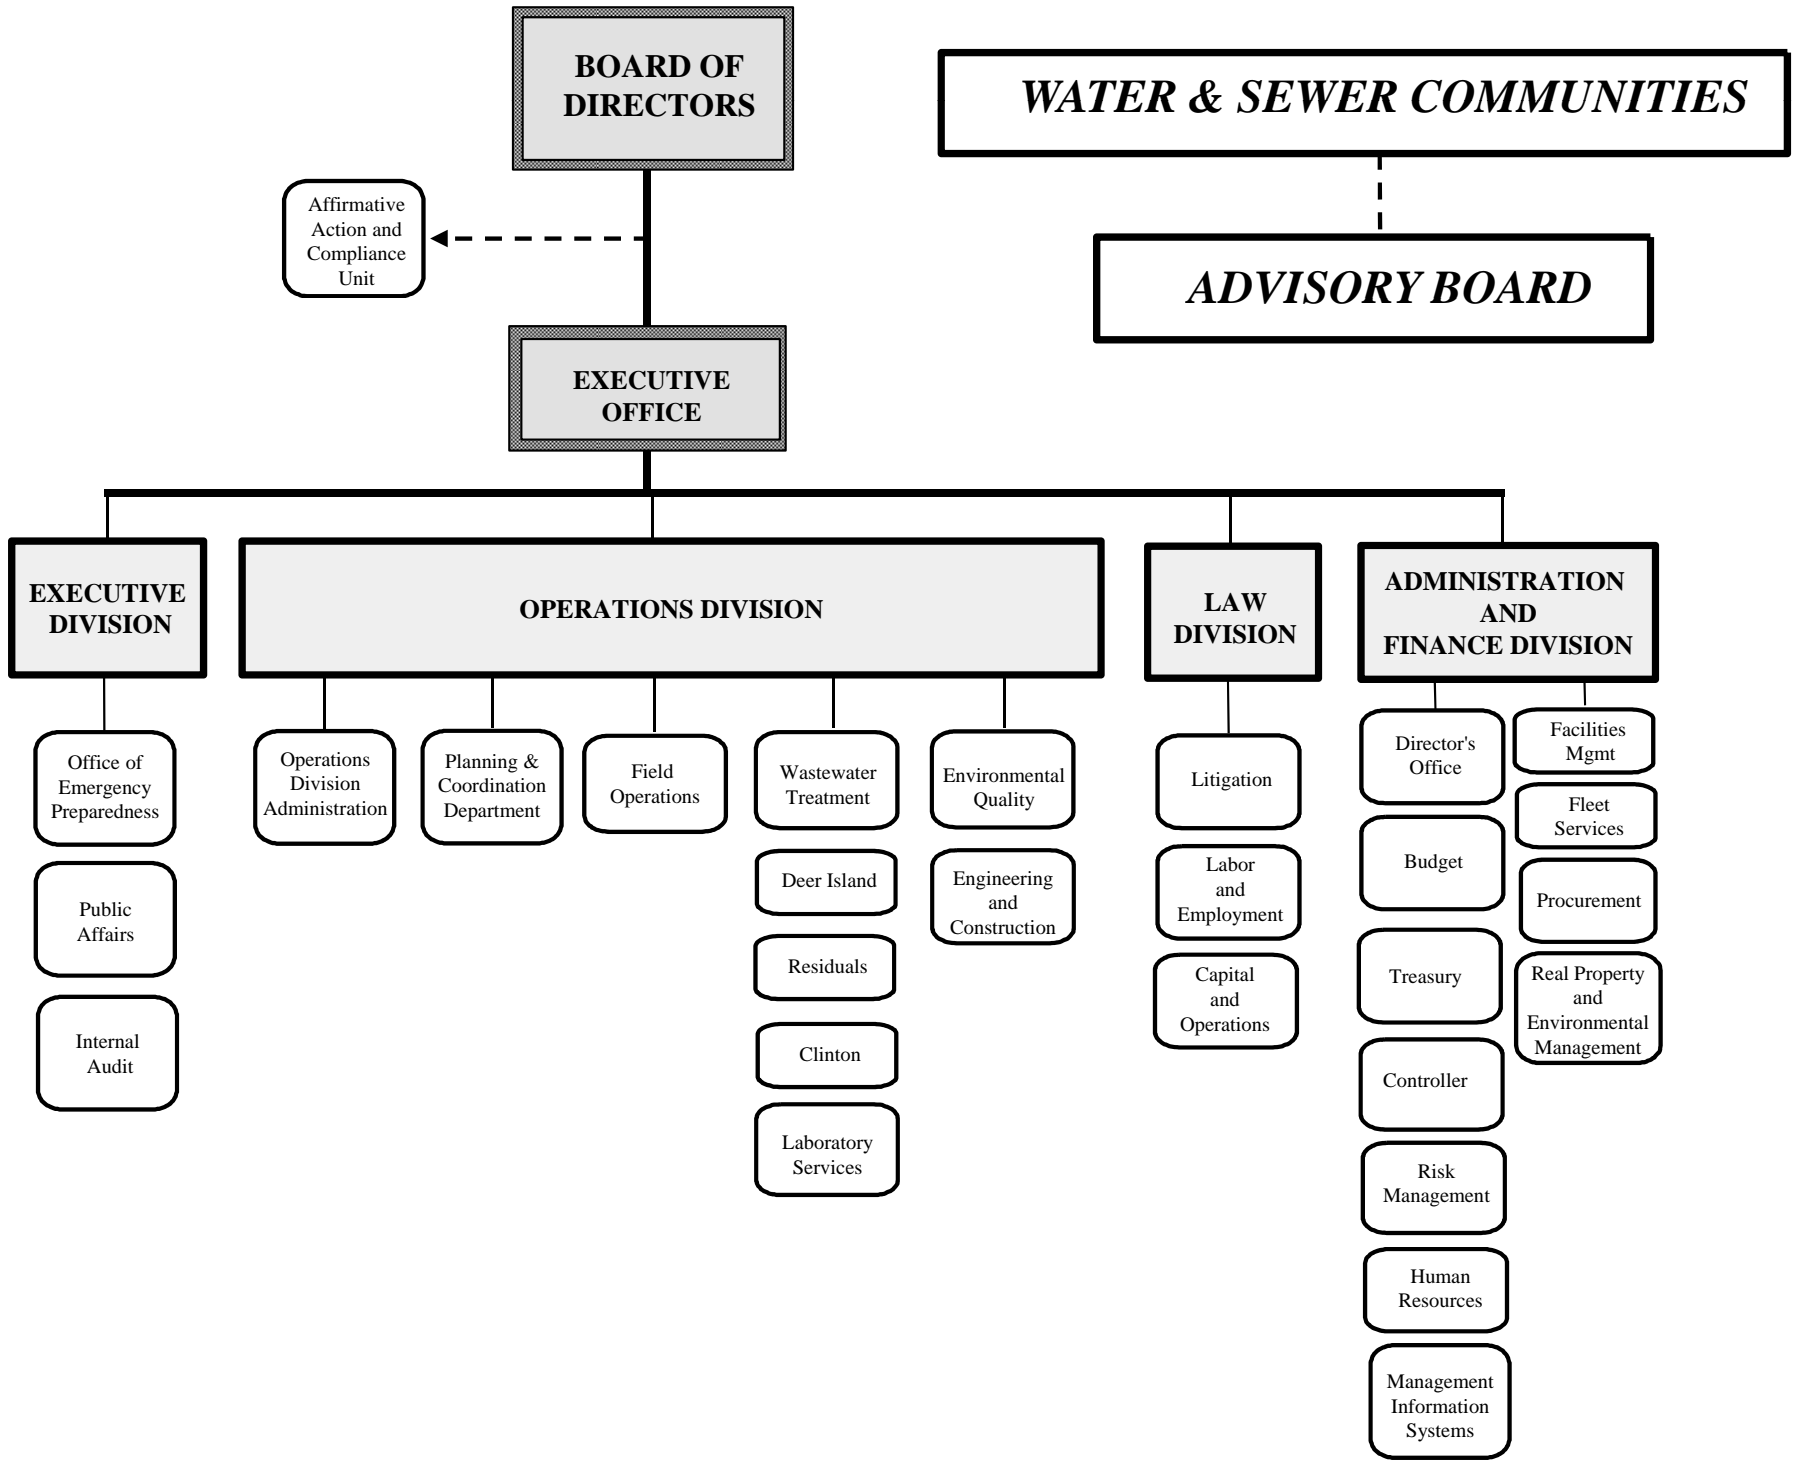 BOARD OF
DIRECTORS
WATER & SEWER COMMUNITIES
Affirmative
Action and
Compliance
Unit
ADVISORY BOARD
EXECUTIVE
OFFICE
EXECUTIVE
DIVISION
OPERATIONS DIVISION
LAW
DIVISION
ADMINISTRATION
AND
FINANCE DIVISION
Office of
Emergency
Preparedness
Public
Affairs
Internal
Audit
Operations
Division
Administration
Planning &
Coordination
Department
Field
Operations
Wastewater
Treatment
Deer Island
Residuals
Clinton
Laboratory
Services
Environmental
Quality
Engineering
and
Construction
Litigation
Labor
and
Employment
Capital
and
Operations
Director's
Office
Budget
Treasury
Controller
Risk
Management
Human
Resources
Management
Information
Systems
Facilities
Mgmt
Fleet
Services
Procurement
Real Property
and
Environmental
Management